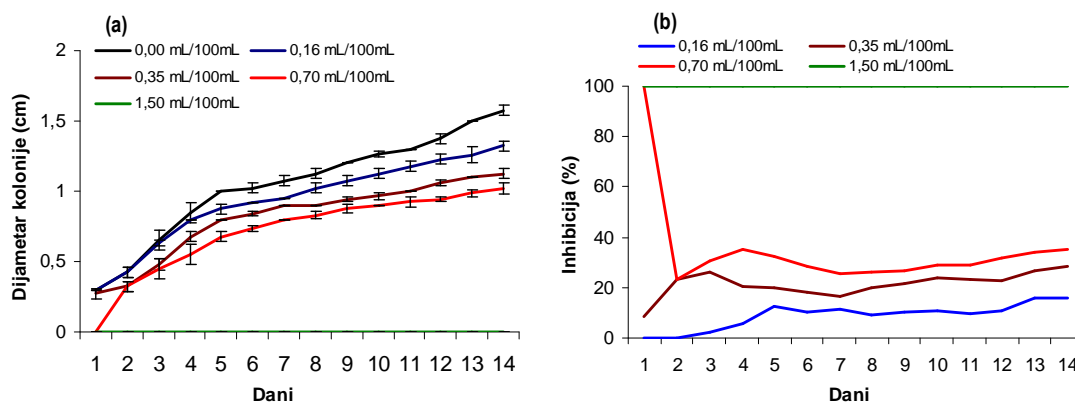 (a)
0,00 mL/100mL 0,16 mL/100mL
0,35 mL/100mL 0,70 mL/100mL
1,50 mL/100mL
Dijametar kolonije (cm)
2
1,5
1
0,5
0
1 2 3 4 5 6 7 8 9 10 11 12 13 14
Dani
(b)
0,16 mL/100mL 0,35 mL/100mL
0,70 mL/100mL 1,50 mL/100mL
Inhibicija (%)
100
80
60
40
20
0
1 2 3 4 5 6 7 8 9 10 11 12 13 14
Dani